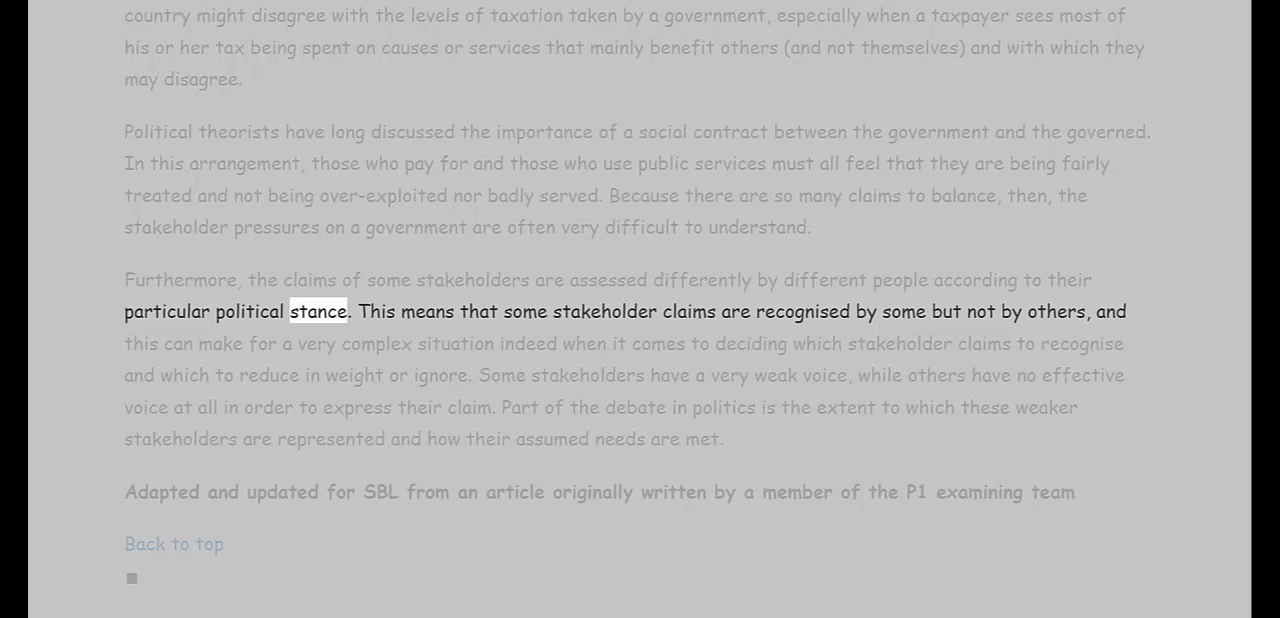 country might disagree with the levels of taxation taken by a government, especially when a taxpayer sees most of
his or her tax being spent on causes or services that mainly benefit others (and not themselves) and with which they
may disagree.
Political theorists have long discussed the importance of a social contract between the government and the governed.
In this arrangement, those who pay for and those who use public services must all feel that they are being fairly
treated and not being over-exploited nor badly served. Because there are so many claims to balance, then, the
stakeholder pressures on a government are often very difficult to understand.
Furthermore, the claims of some stakeholders are assessed differently by different people according to their
particular political stance. This means that some stakeholder claims are recognised by some but not by others, and
this can make for a very complex situation indeed when it comes to deciding which stakeholder claims to recognise
and which to reduce in weight or ignore. Some stakeholders have a very weak voice, while others have no effective
voice at all in order to express their claim. Part of the debate in politics is the extent to which these weaker
stakeholders are represented and how their assumed needs are met.
Adapted and updated for SBL from an article originally written by a member of the P1 examining team
Back to top